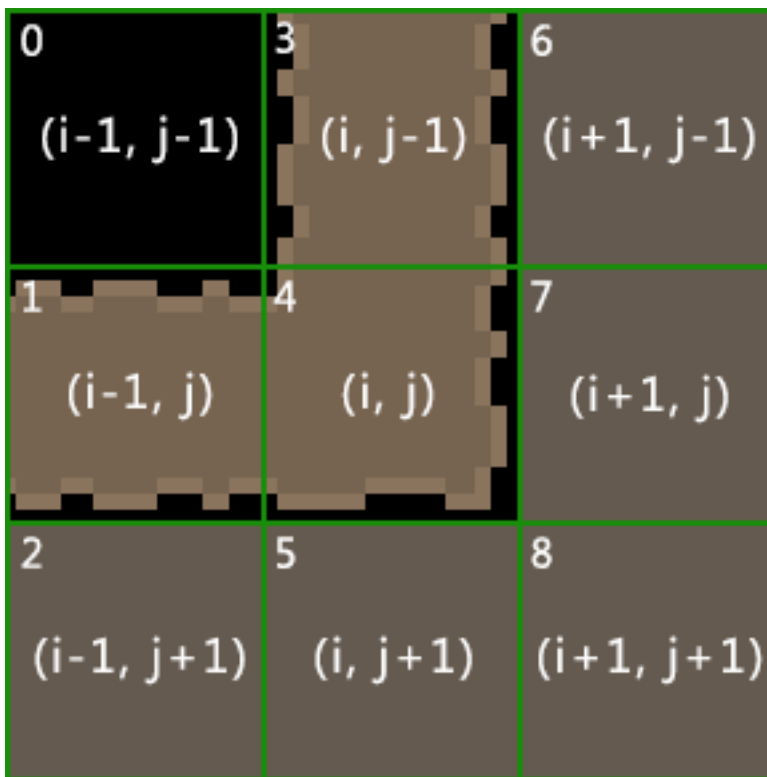 0 3 6
(i-1, j-1) (i, j-1) (i+1, j-1)
1 4 7
(i-1, j) (i, j) (i+1, j)
2 5 8
(i-1, j+1) (i, j+1) (i+1, j+1)